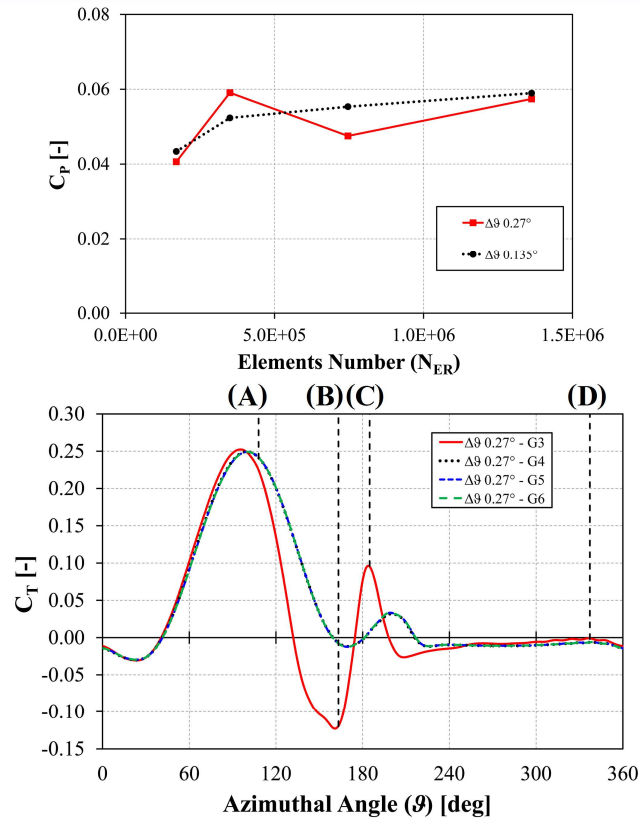 0.08
0.06
0.04
0.02
0.00
C_P [-]
Δϑ 0.27°
Δϑ 0.135°
0.0E+00 5.0E+05 1.0E+06 1.5E+06
Elements Number (N_ER)
(A) (B) (C) (D)
0.30
0.25
0.20
0.15
0.10
0.05
0.00
-0.05
-0.10
-0.15
C_T [-]
Δϑ 0.27° - G3
Δϑ 0.27° - G4
Δϑ 0.27° - G5
Δϑ 0.27° - G6
0 60 120 180 240 300 360
Azimuthal Angle (ϑ) [deg]